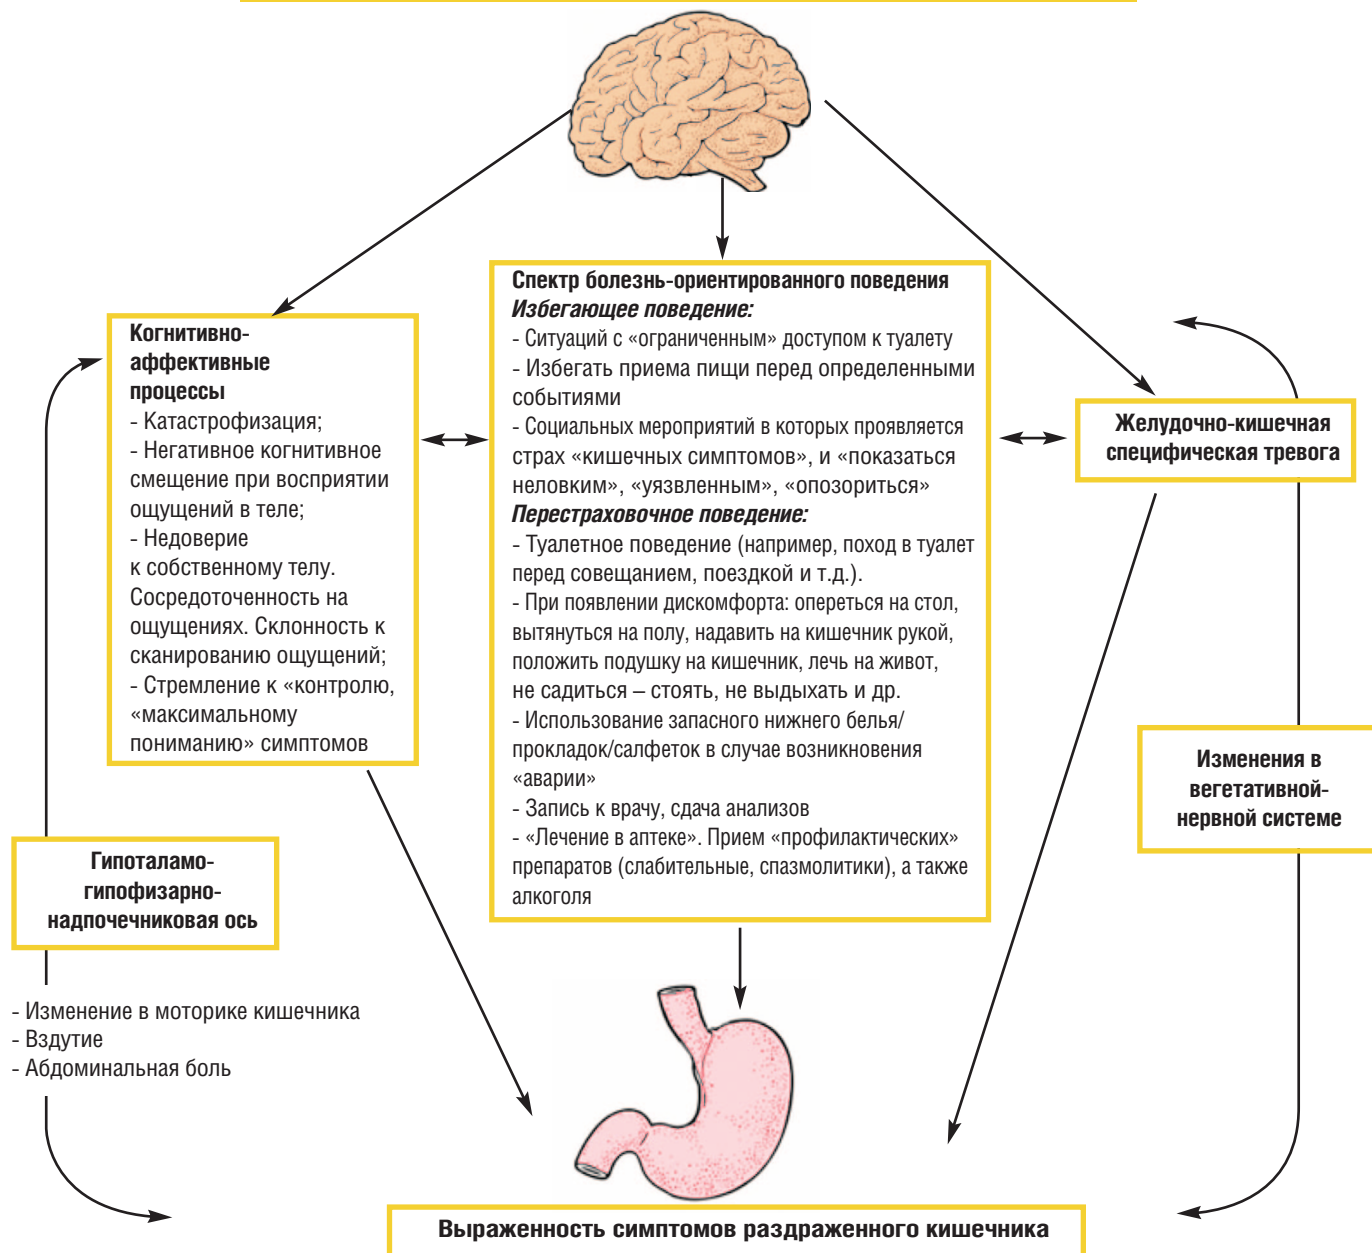 Когнитивно-
аффективные
процессы
- Катастрофизация;
- Негативное когнитивное
смещение при восприятии
ощущений в теле;
- Недоверие
к собственному телу.
Сосредоточенность на
ощущениях. Склонность к
сканированию ощущений;
- Стремление к «контролю,
«максимальному
пониманию» симптомов
Спектр болезнь-ориентированного поведения
Избегающее поведение:
- Ситуаций с «ограниченным» доступом к туалету
- Избегать приема пищи перед определенными
событиями
- Социальных мероприятий в которых проявляется
страх «кишечных симптомов», и «показаться
неловким», «уязвленным», «опозориться»
Перестраховочное поведение:
- Туалетное поведение (например, поход в туалет
перед совещанием, поездкой и т.д.).
- При появлении дискомфорта: опереться на стол,
вытянуться на полу, надавить на кишечник рукой,
положить подушку на кишечник, лечь на живот,
не садиться – стоять, не выдыхать и др.
- Использование запасного нижнего белья/
прокладок/салфеток в случае возникновения
«аварии»
- Запись к врачу, сдача анализов
- «Лечение в аптеке». Прием «профилактических»
препаратов (слабительные, спазмолитики), а также
алкоголя
Желудочно-кишечная
специфическая тревога
Изменения в
вегетативной-
нервной системе
Гипоталамо-
гипофизарно-
надпочечниковая ось
- Изменение в моторике кишечника
- Вздутие
- Абдоминальная боль
Выраженность симптомов раздраженного кишечника